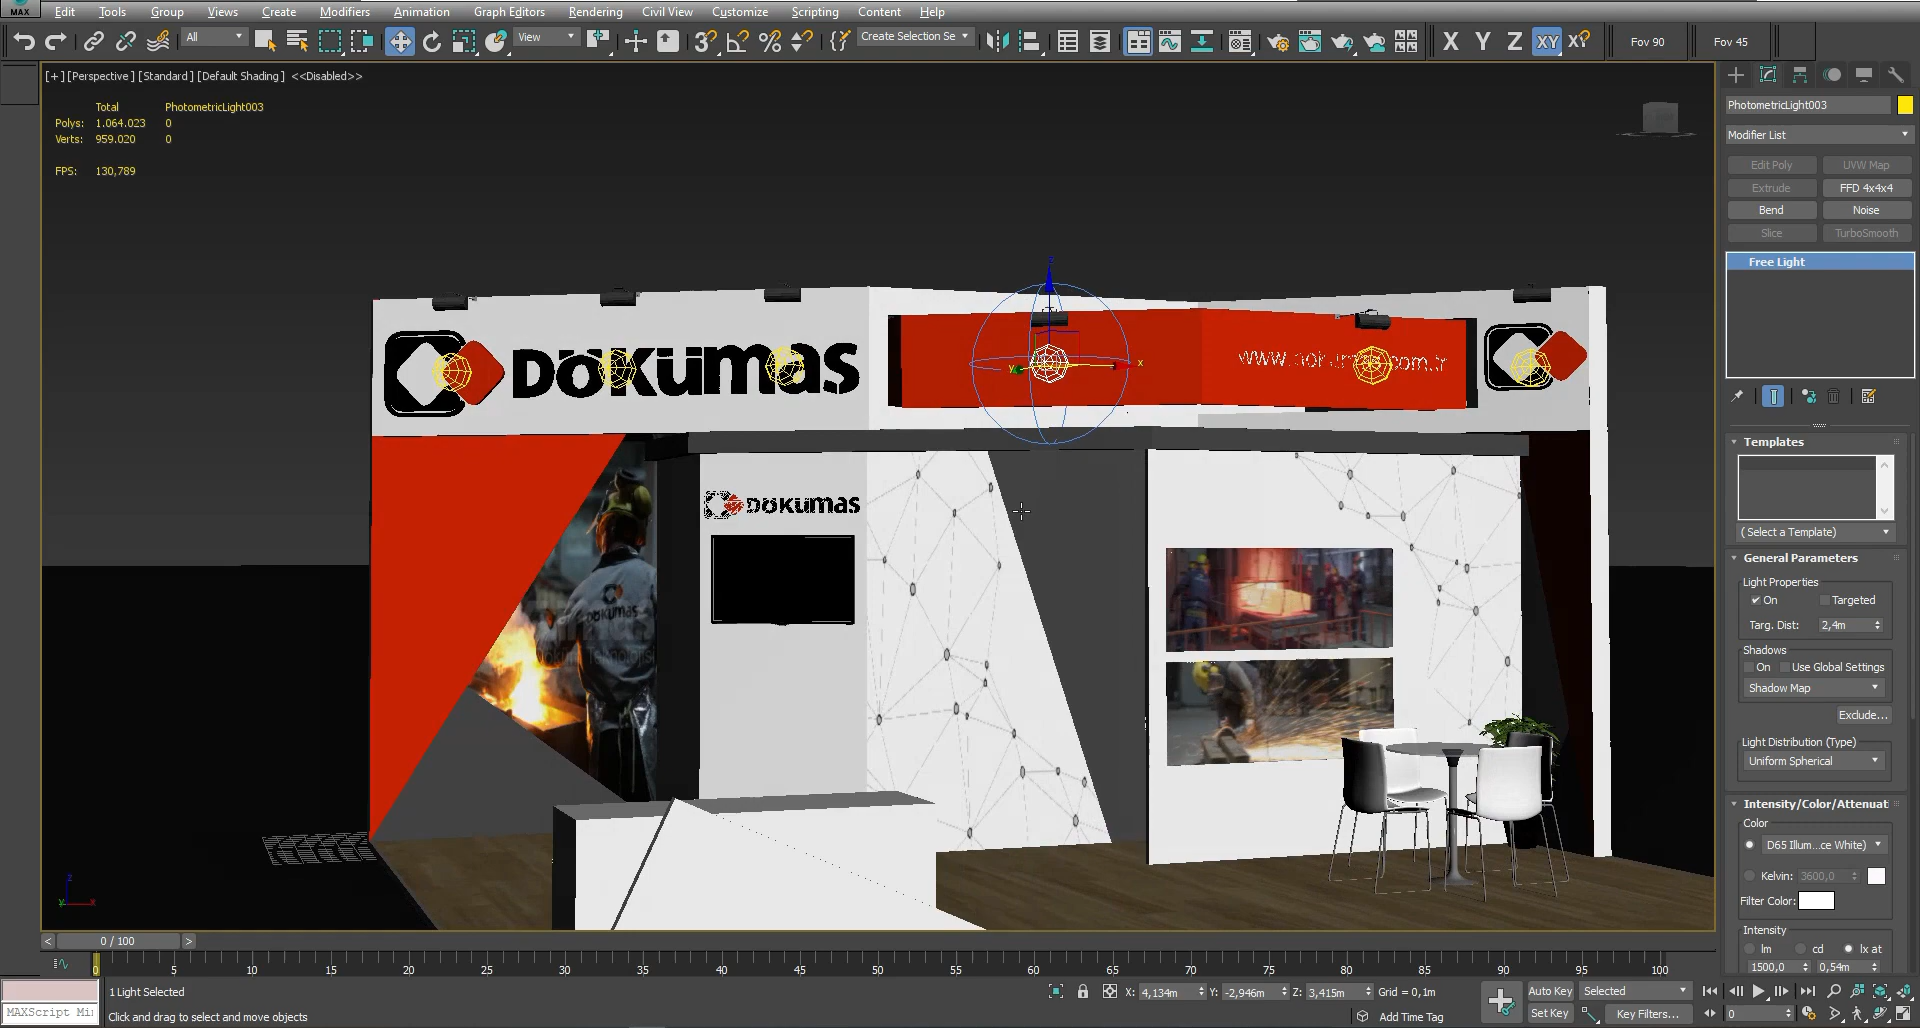 MAX
Edit Tools Group Views Create Modifiers Animation Graph Editors Rendering Civil View Customize Scripting Content Help
All View Create Selection Se X Y Z XY XY Fov 90 Fov 45
[+] [Perspective ] [Standard ] [Default Shading ] <<Disabled>>
Total PhotometricLight003
Polys: 1.064.023 0
Verts: 959.020 0
FPS: 130,789
PhotometricLight003
Modifier List
Edit Poly UVW Map
Extrude FFD 4x4x4
Bend Noise
Slice TurboSmooth
Free Light
z
x
y
DÖKÜMAS
DÖKÜMAS
DÖKÜMAS
Templates
(Select a Template)
General Parameters
Light Properties
On Targeted
Targ. Dist: 2,4m
Shadows
On Use Global Settings
Shadow Map
Exclude...
Light Distribution (Type)
Uniform Spherical
Intensity/Color/Attenuat
Color
D65 Illum...ce White)
Kelvin: 3600,0
Filter Color:
Intensity
lm cd lx at
1500,0 0,54m
z
y x
< 0 / 100 >
0 5 10 15 20 25 30 35 40 45 50 55 60 65 70 75 80 85 90 95 100
1 Light Selected X: 4,134m Y: -2,946m Z: 3,415m Grid = 0,1m Auto Key Selected
MAXScript Mi Click and drag to select and move objects Add Time Tag Set Key Key Filters... 0